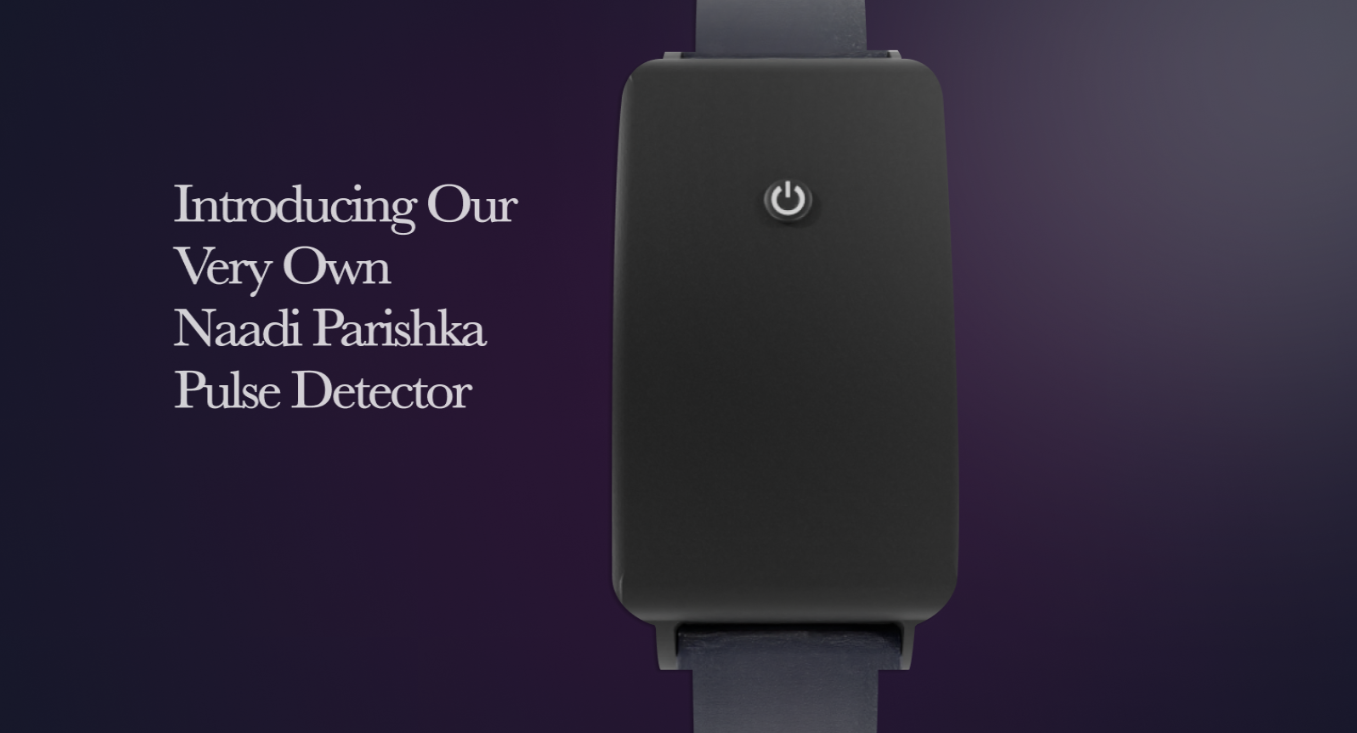 Introducing Our
Very Own
Naadi Parishka
Pulse Detector